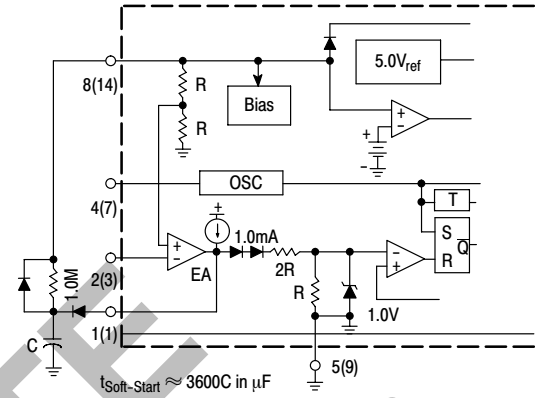 5.0Vref
8(14)
R
Bias
+
−
R
+
−
4(7)
OSC
T
+
1.0mA
S
Q
R
+
−
2(3)
EA
2R
−
+
R
1.0V
1.0M
1(1)
C
5(9)
tSoft-Start ≈ 3600C in μF